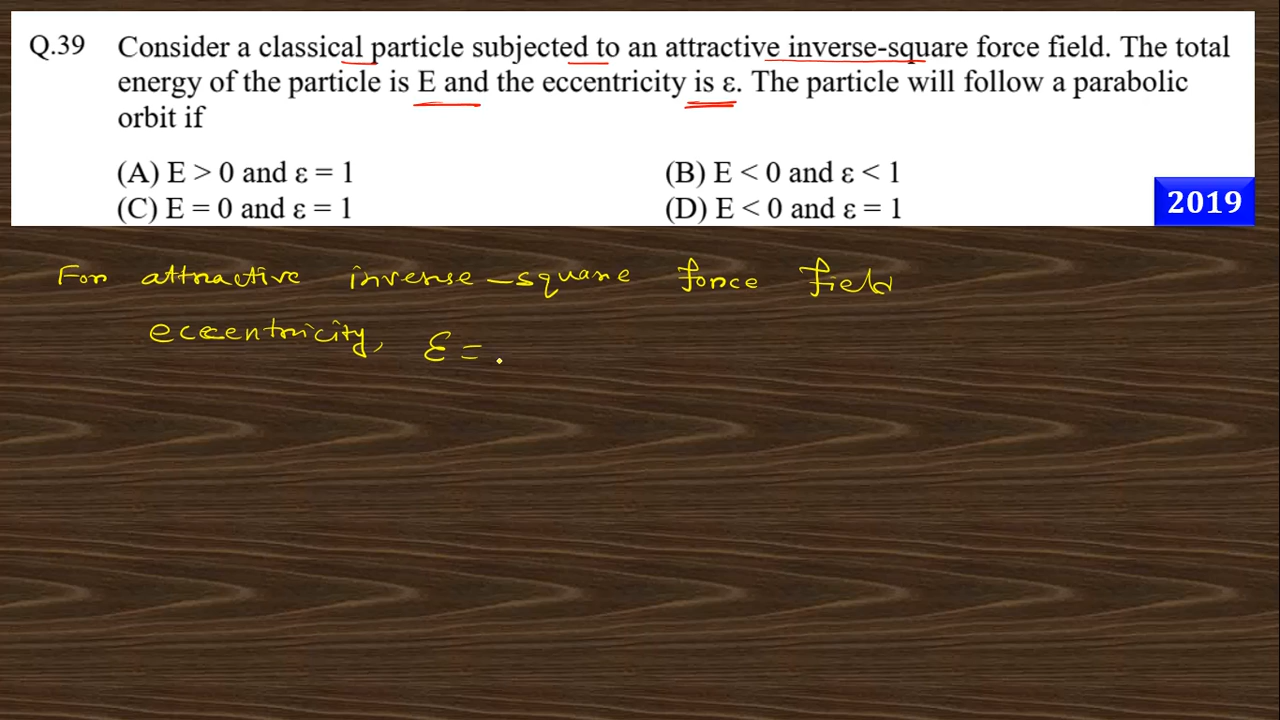 Q.39 Consider a classical particle subjected to an attractive inverse-square force field. The total
energy of the particle is E and the eccentricity is ε. The particle will follow a parabolic
orbit if
(A) E > 0 and ε = 1 (B) E < 0 and ε < 1
(C) E = 0 and ε = 1 (D) E < 0 and ε = 1
2019
For attractive inverse-square force field
eccentricity, ε =